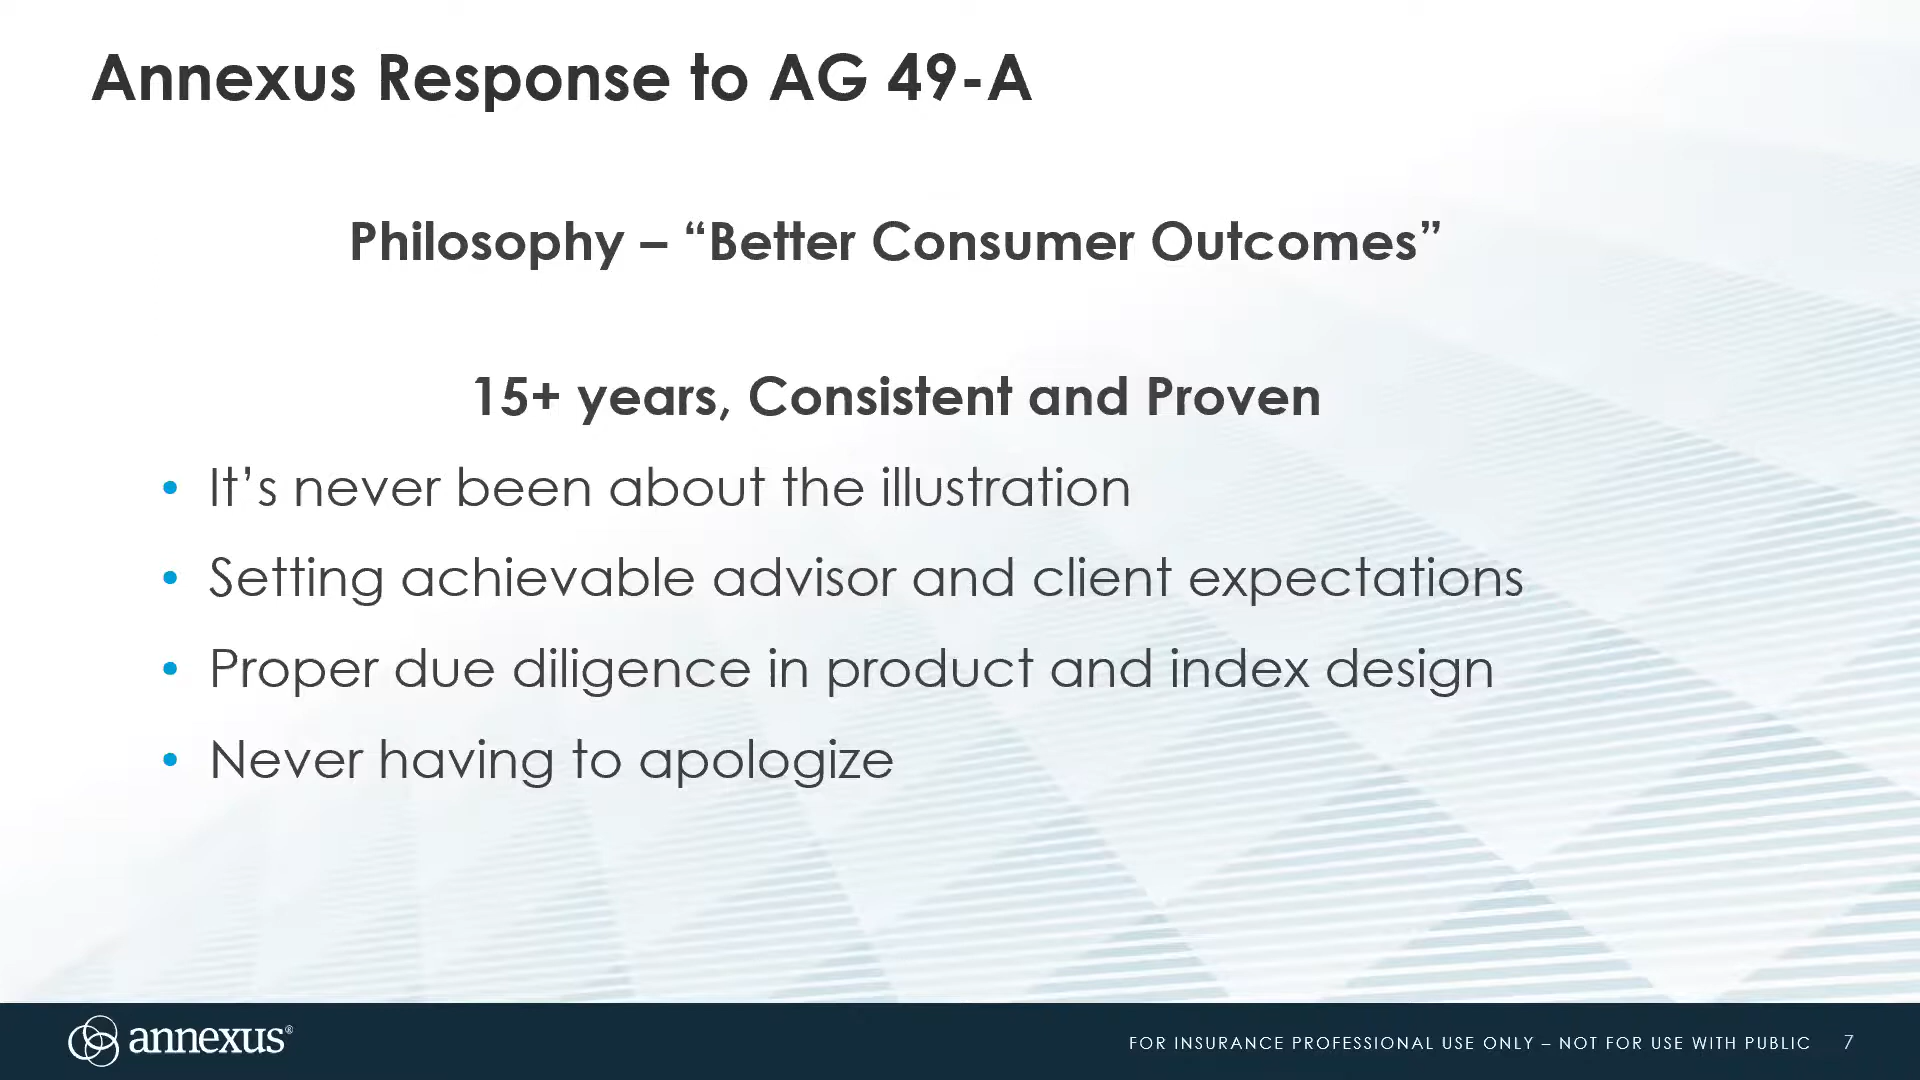 Annexus Response to AG 49-A
Philosophy – “Better Consumer Outcomes”
15+ years, Consistent and Proven
• It’s never been about the illustration
• Setting achievable advisor and client expectations
• Proper due diligence in product and index design
• Never having to apologize
annexus®
FOR INSURANCE PROFESSIONAL USE ONLY – NOT FOR USE WITH PUBLIC 7